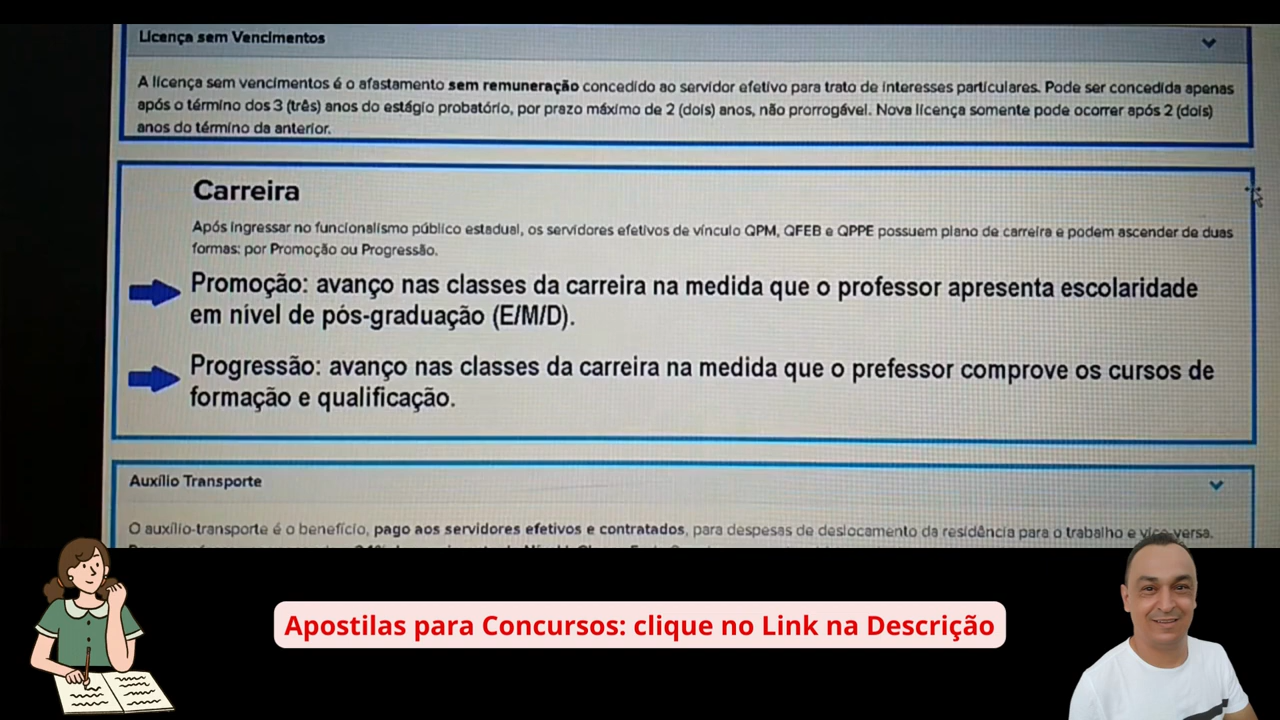 Licença sem Vencimentos
A licença sem vencimentos é o afastamento sem remuneração concedido ao servidor efetivo para trato de interesses particulares. Pode ser concedida apenas
após o término dos 3 (três) anos do estágio probatório, por prazo máximo de 2 (dois) anos, não prorrogável. Nova licença somente pode ocorrer após 2 (dois)
anos do término da anterior.
Carreira
Após ingressar no funcionalismo público estadual, os servidores efetivos de vínculo QPM, QFEB e QPPE possuem plano de carreira e podem ascender de duas
formas: por Promoção ou Progressão.
Promoção: avanço nas classes da carreira na medida que o professor apresenta escolaridade
em nível de pós-graduação (E/M/D).
Progressão: avanço nas classes da carreira na medida que o prefessor comprove os cursos de
formação e qualificação.
Auxílio Transporte
O auxílio-transporte é o benefício, pago aos servidores efetivos e contratados, para despesas de deslocamento da residência para o trabalho e vice-versa.
Apostilas para Concursos: clique no Link na Descrição